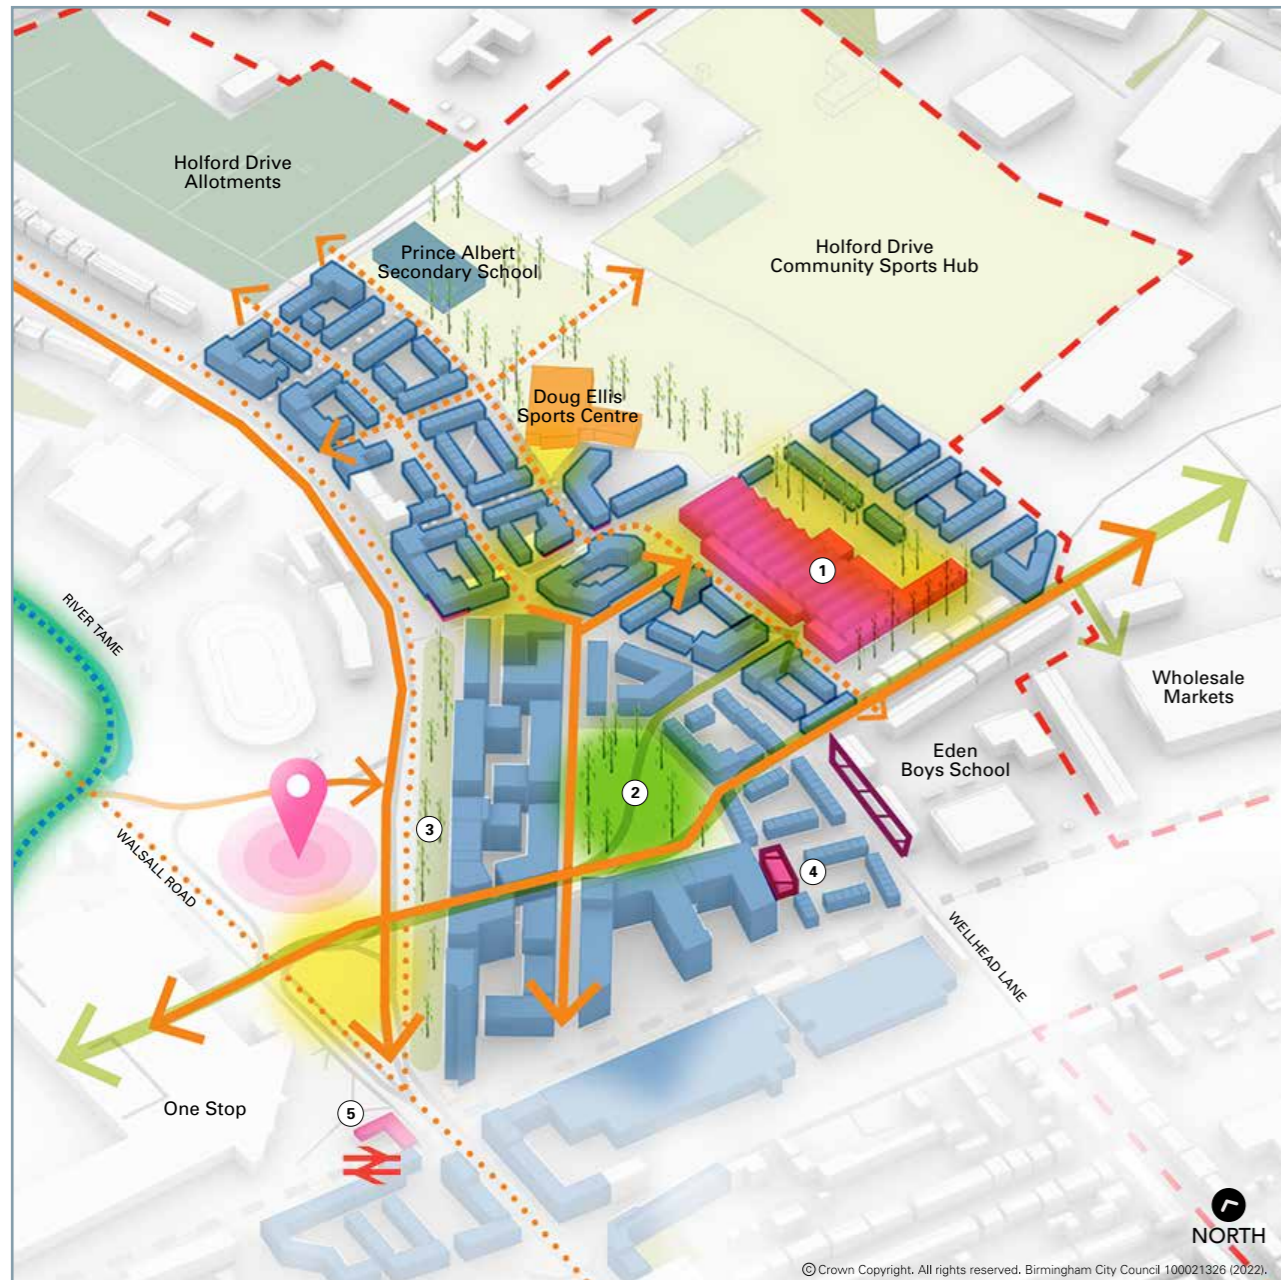 Holford Drive
Allotments
Prince Albert
Secondary School
Holford Drive
Community Sports Hub
Doug Ellis
Sports Centre
1
RIVER TAME
Wholesale
Markets
Eden
Boys School
2
3
WALSALL ROAD
4
WELLHEAD LANE
One Stop
5
NORTH
© Crown Copyright. All rights reserved. Birmingham City Council 100021326 (2022).